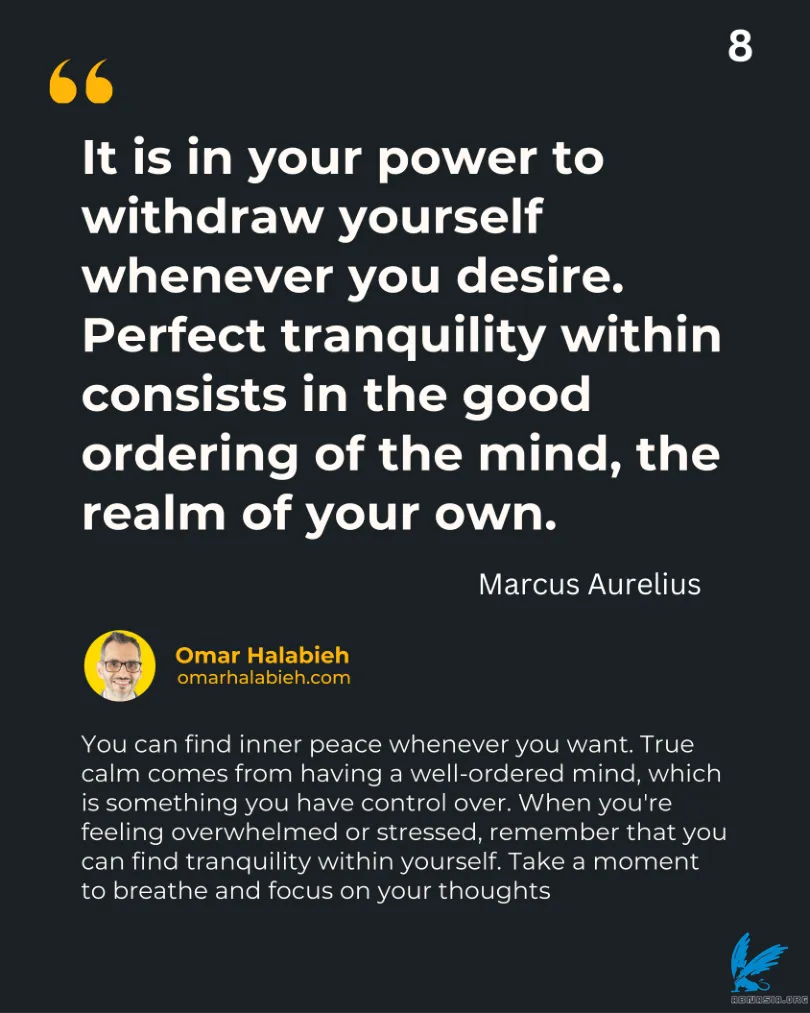 8
“
It is in your power to
withdraw yourself
whenever you desire.
Perfect tranquility within
consists in the good
ordering of the mind, the
realm of your own.
Marcus Aurelius
Omar Halabieh
omarhalabieh.com
You can find inner peace whenever you want. True
calm comes from having a well-ordered mind, which
is something you have control over. When you're
feeling overwhelmed or stressed, remember that you
can find tranquility within yourself. Take a moment
to breathe and focus on your thoughts
ABNASIA.ORG